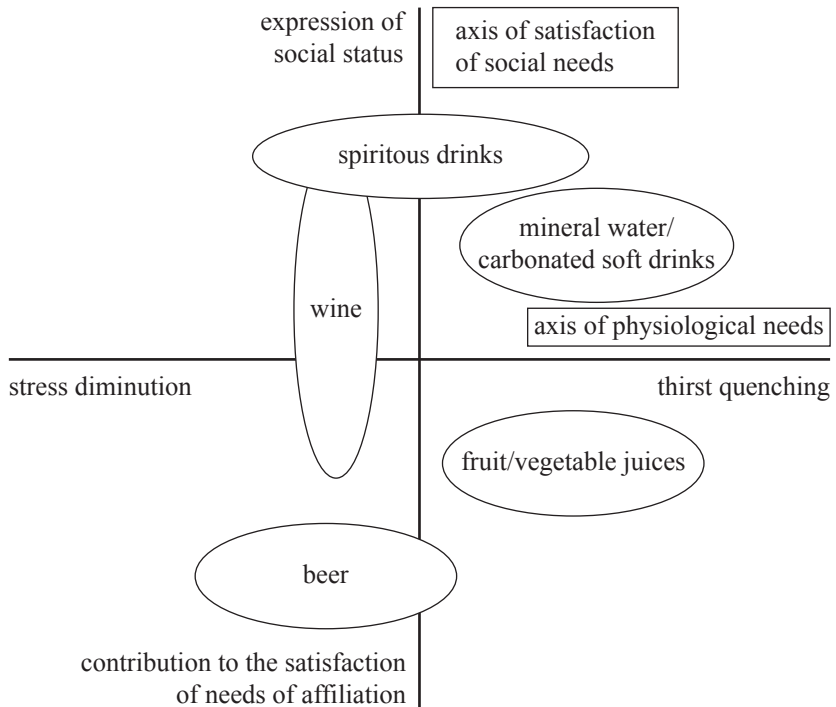 expression of
social status
axis of satisfaction
of social needs
spiritous drinks
mineral water/
carbonated soft drinks
wine
axis of physiological needs
stress diminution
thirst quenching
fruit/vegetable juices
beer
contribution to the satisfaction
of needs of affiliation